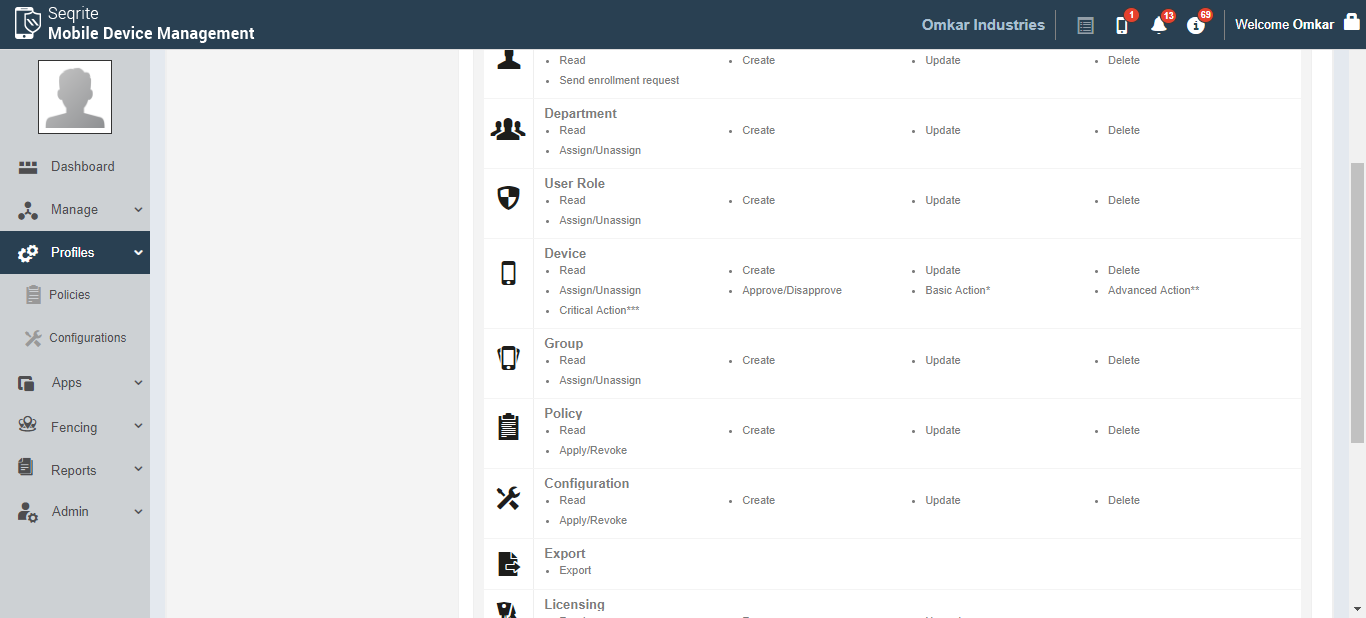 Seqrite
Mobile Device Management
Omkar Industries
1
13
69
Welcome Omkar
Dashboard
Manage
Profiles
Policies
Configurations
Apps
Fencing
Reports
Admin
Read Create Update Delete
Send enrollment request
Department
Read Create Update Delete
Assign/Unassign
User Role
Read Create Update Delete
Assign/Unassign
Device
Read Create Update Delete
Assign/Unassign Approve/Disapprove Basic Action* Advanced Action**
Critical Action***
Group
Read Create Update Delete
Assign/Unassign
Policy
Read Create Update Delete
Apply/Revoke
Configuration
Read Create Update Delete
Apply/Revoke
Export
Export
Licensing